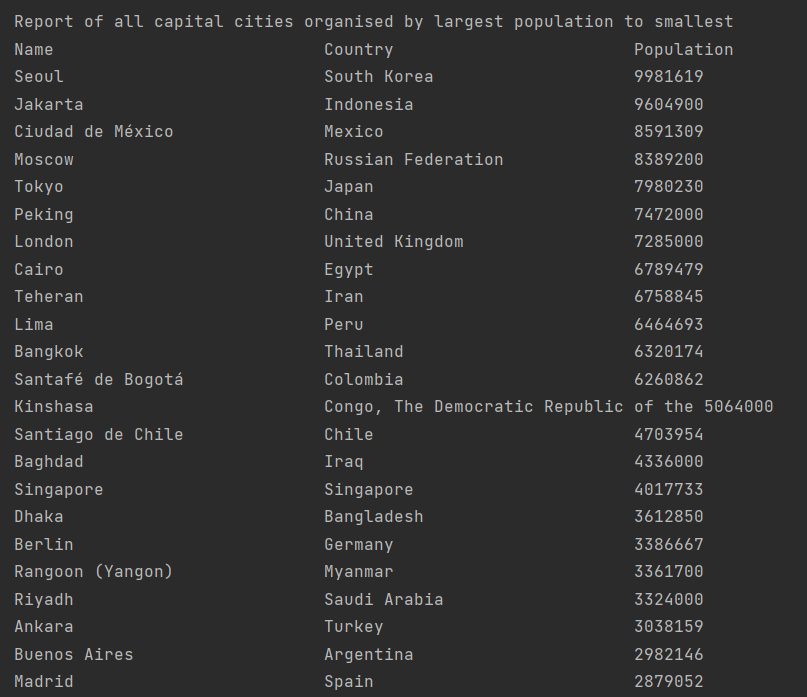 Report of all capital cities organised by largest population to smallest
Name Country Population
Seoul South Korea 9981619
Jakarta Indonesia 9604900
Ciudad de México Mexico 8591309
Moscow Russian Federation 8389200
Tokyo Japan 7980230
Peking China 7472000
London United Kingdom 7285000
Cairo Egypt 6789479
Teheran Iran 6758845
Lima Peru 6464693
Bangkok Thailand 6320174
Santafé de Bogotá Colombia 6260862
Kinshasa Congo, The Democratic Republic of the 5064000
Santiago de Chile Chile 4703954
Baghdad Iraq 4336000
Singapore Singapore 4017733
Dhaka Bangladesh 3612850
Berlin Germany 3386667
Rangoon (Yangon) Myanmar 3361700
Riyadh Saudi Arabia 3324000
Ankara Turkey 3038159
Buenos Aires Argentina 2982146
Madrid Spain 2879052